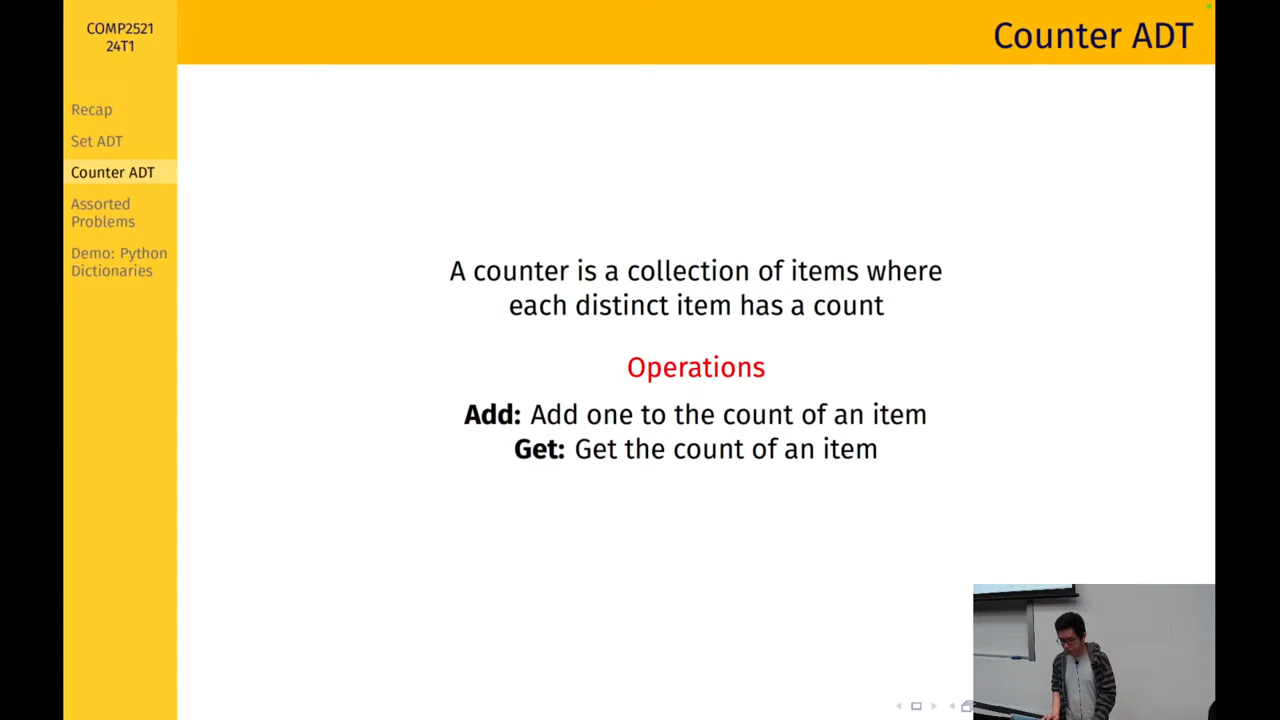 COMP2521
24T1
Counter ADT
Recap
Set ADT
Counter ADT
Assorted
Problems
Demo: Python
Dictionaries
A counter is a collection of items where
each distinct item has a count
Operations
Add: Add one to the count of an item
Get: Get the count of an item